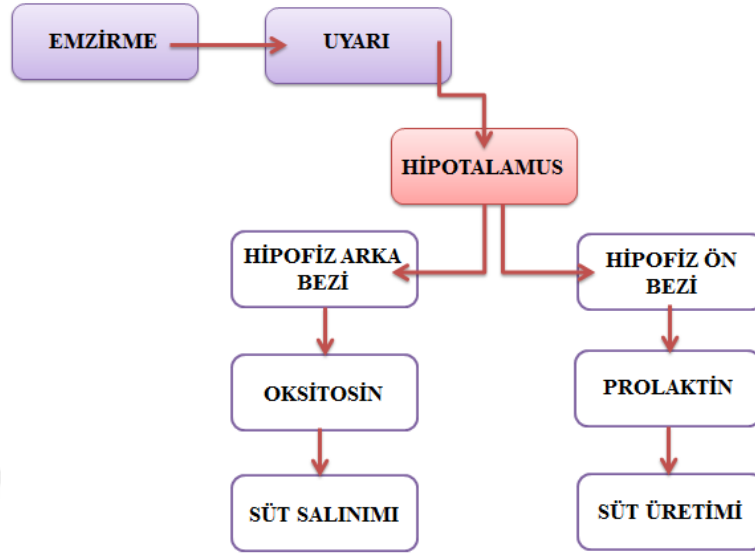 EMZİRME
UYARI
HİPOTALAMUS
HİPOFİZ ARKA
BEZİ
HİPOFİZ ÖN
BEZİ
OKSİTOSİN
PROLAKTİN
SÜT SALINIMI
SÜT ÜRETİMİ